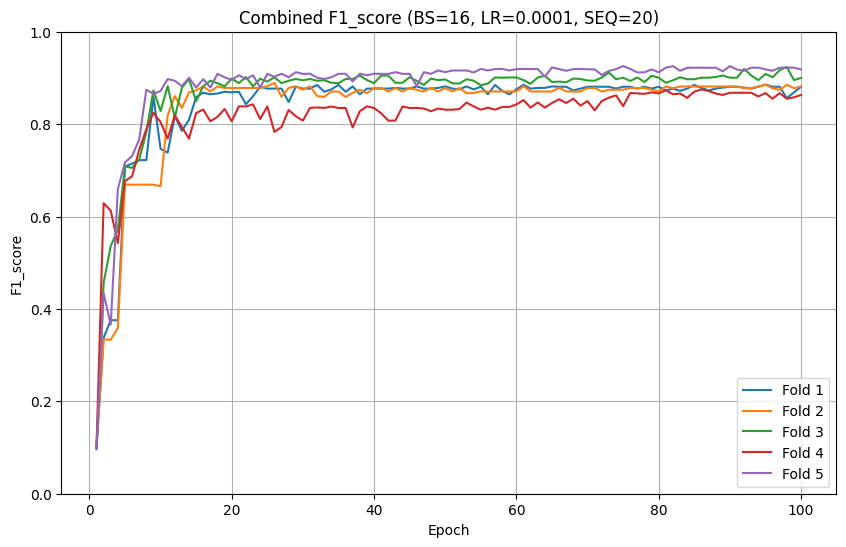 Combined F1_score (BS=16, LR=0.0001, SEQ=20)
F1_score
1.0
0.8
0.6
0.4
0.2
0.0
0
20
40
60
80
100
Epoch
Fold 1
Fold 2
Fold 3
Fold 4
Fold 5